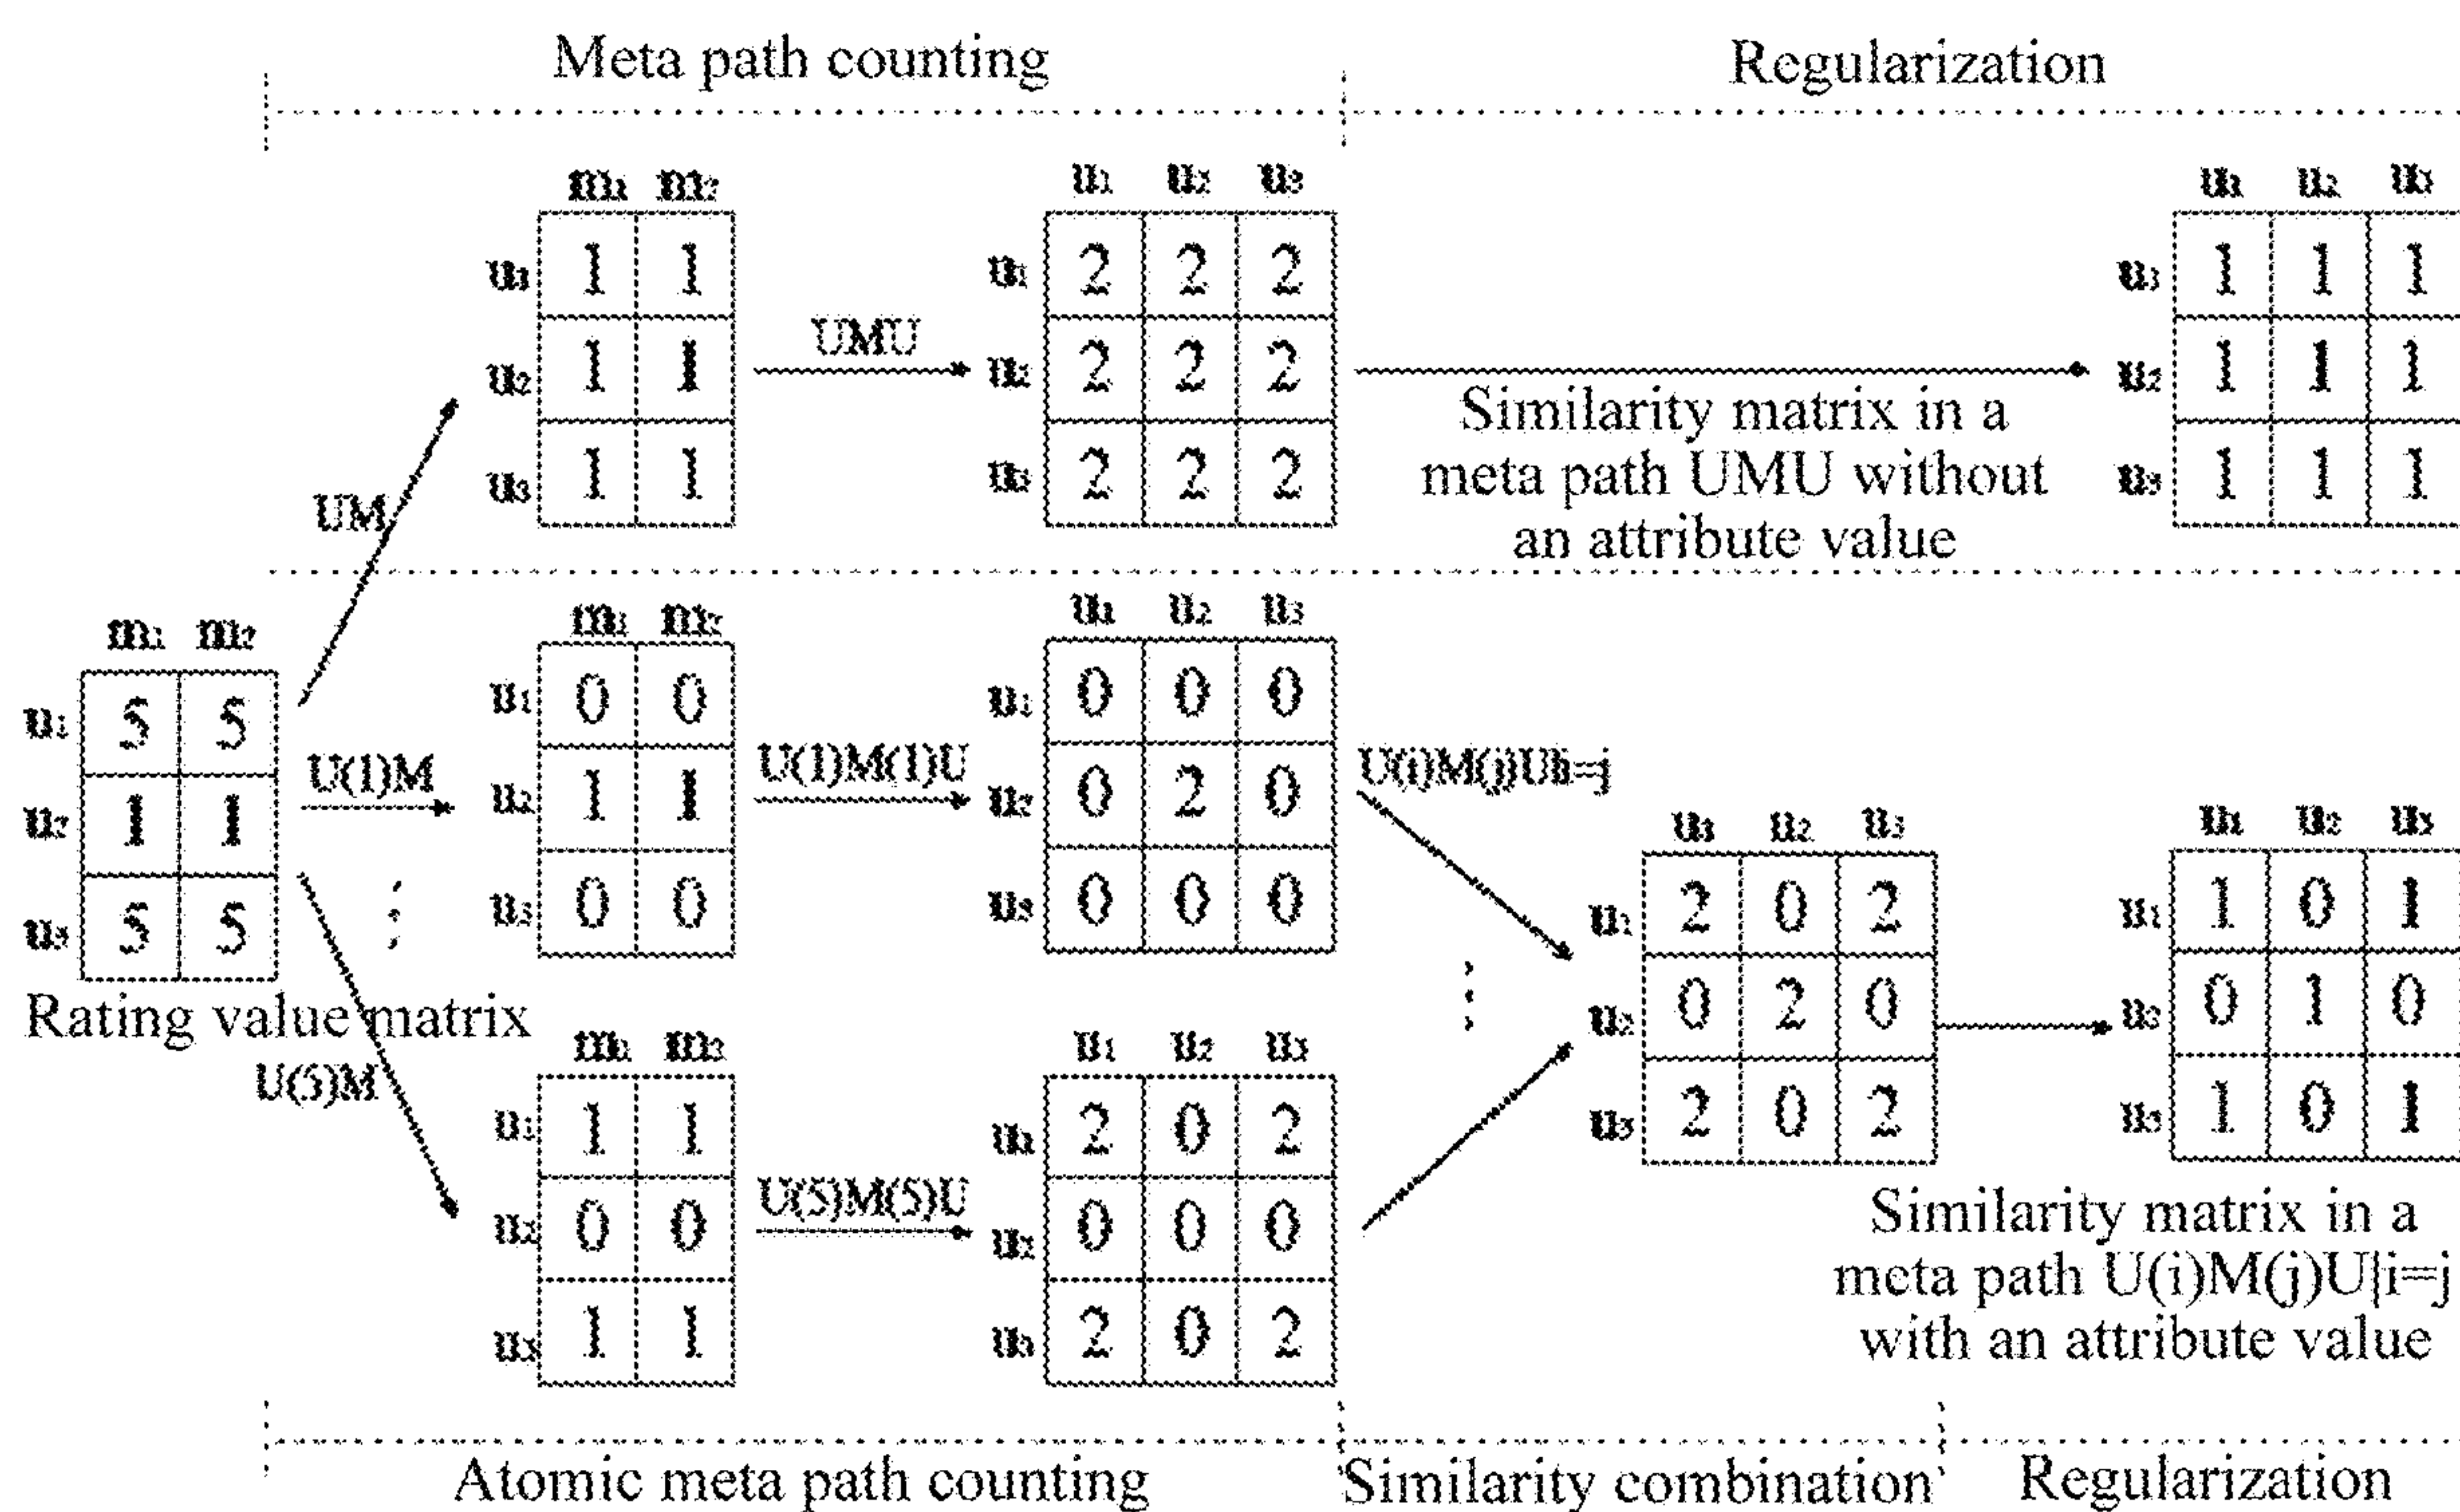 Meta path counting
Regularization
m1 m2
u1 1 1
u2 1 1
u3 1 1
UM
UMU
u1 u2 u3
u1 2 2 2
u2 2 2 2
u3 2 2 2
Similarity matrix in a
meta path UMU without
an attribute value
u1 u2 u3
u1 1 1 1
u2 1 1 1
u3 1 1 1
m1 m2
u1 5 5
u2 1 1
u3 5 5
Rating value matrix
U(1)M
m1 m2
u1 0 0
u2 1 1
u3 0 0
U(1)M(1)U
u1 u2 u3
u1 0 0 0
u2 0 2 0
u3 0 0 0
U(i)M(j)U|i=j
U(5)M
m1 m2
u1 1 1
u2 0 0
u3 1 1
U(5)M(5)U
u1 u2 u3
u1 2 0 2
u2 0 0 0
u3 2 0 2
u1 u2 u3
u1 2 0 2
u2 0 2 0
u3 2 0 2
u1 u2 u3
u1 1 0 1
u2 0 1 0
u3 1 0 1
Similarity matrix in a
meta path U(i)M(j)U|i=j
with an attribute value
Atomic meta path counting
Similarity combination
Regularization